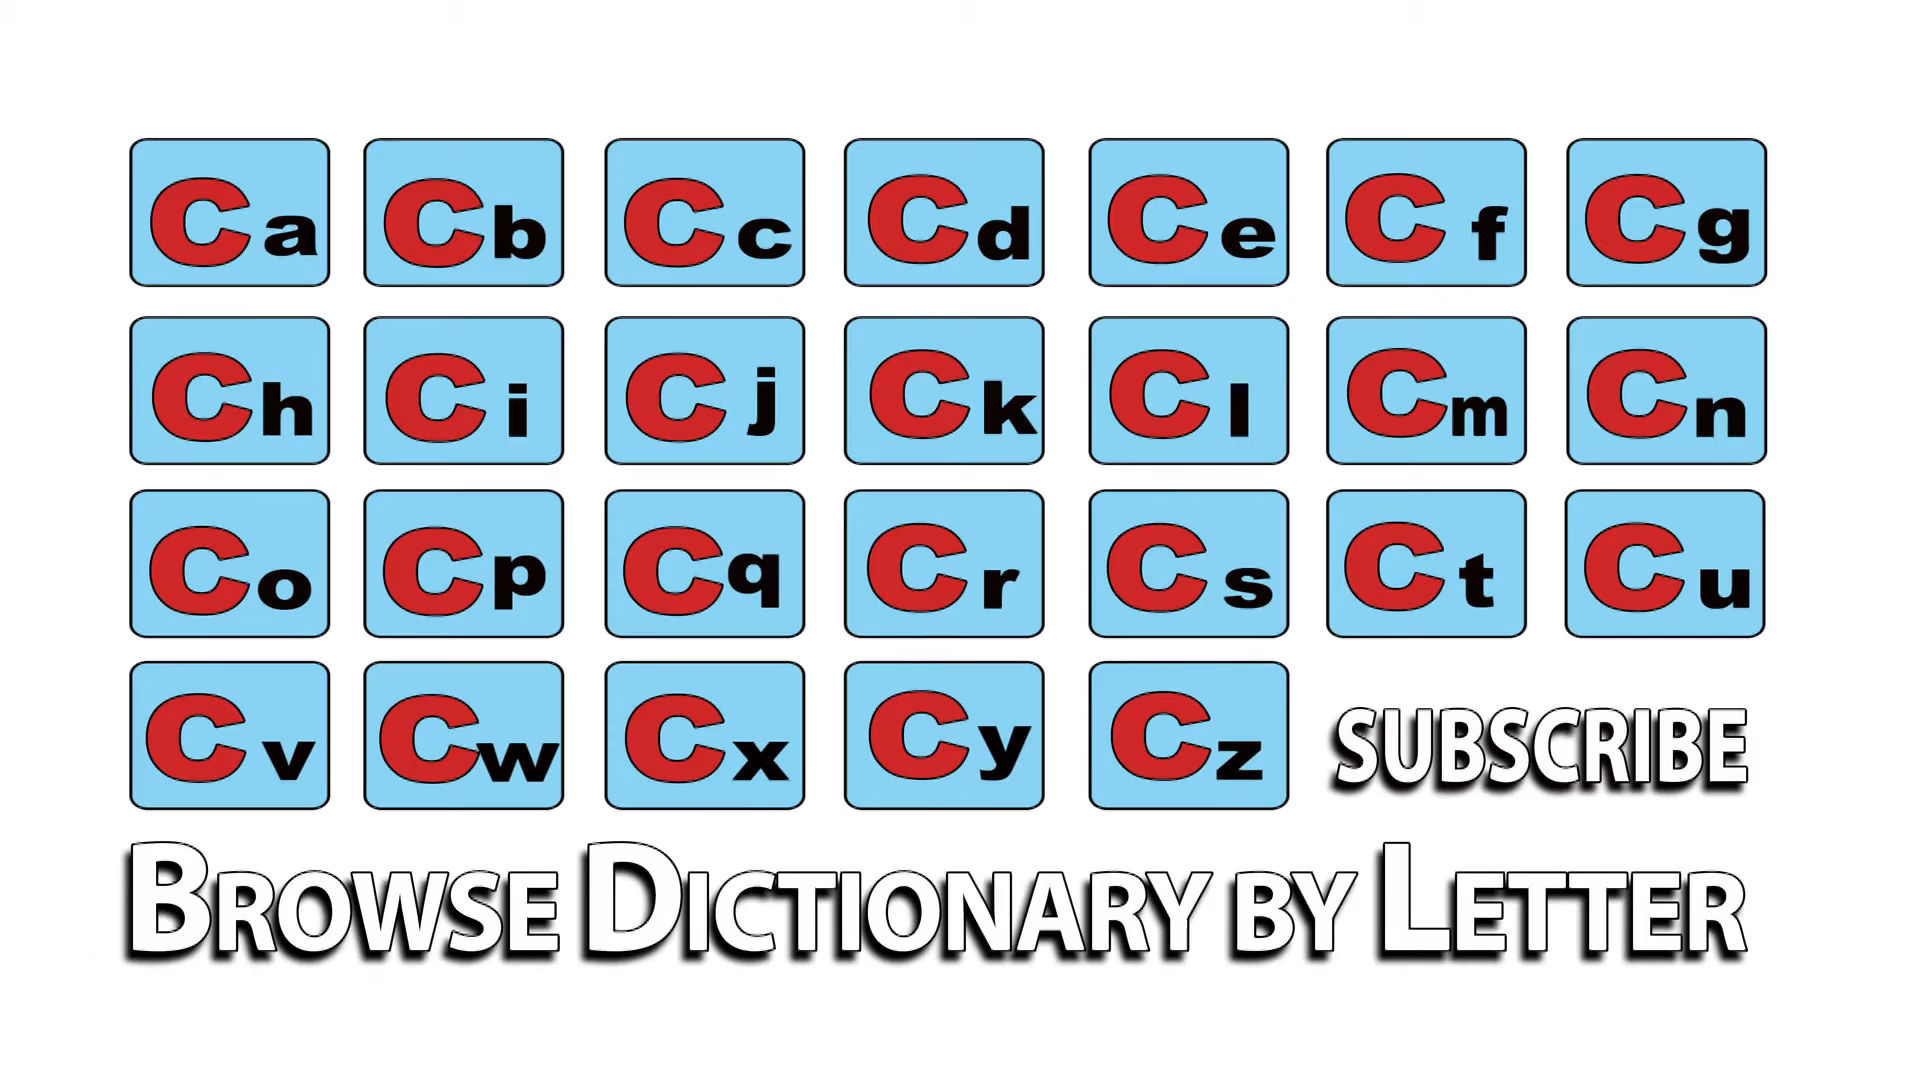 Ca Cb Cc Cd Ce Cf Cg
Ch Ci Cj Ck Cl Cm Cn
Co Cp Cq Cr Cs Ct Cu
Cv Cw Cx Cy Cz SUBSCRIBE
BROWSE DICTIONARY BY LETTER